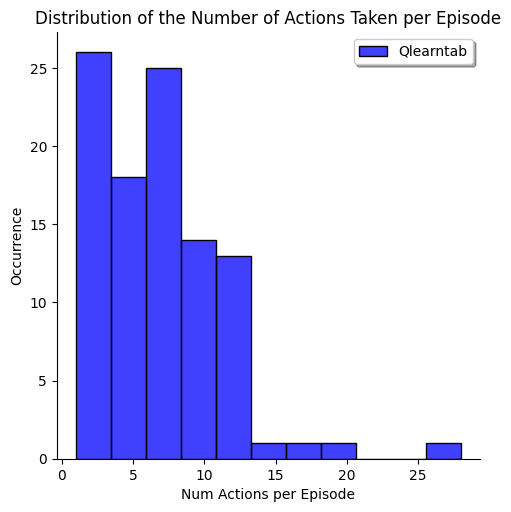 Distribution of the Number of Actions Taken per Episode
Qlearntab
25
20
15
10
5
0
Occurrence
0 5 10 15 20 25
Num Actions per Episode